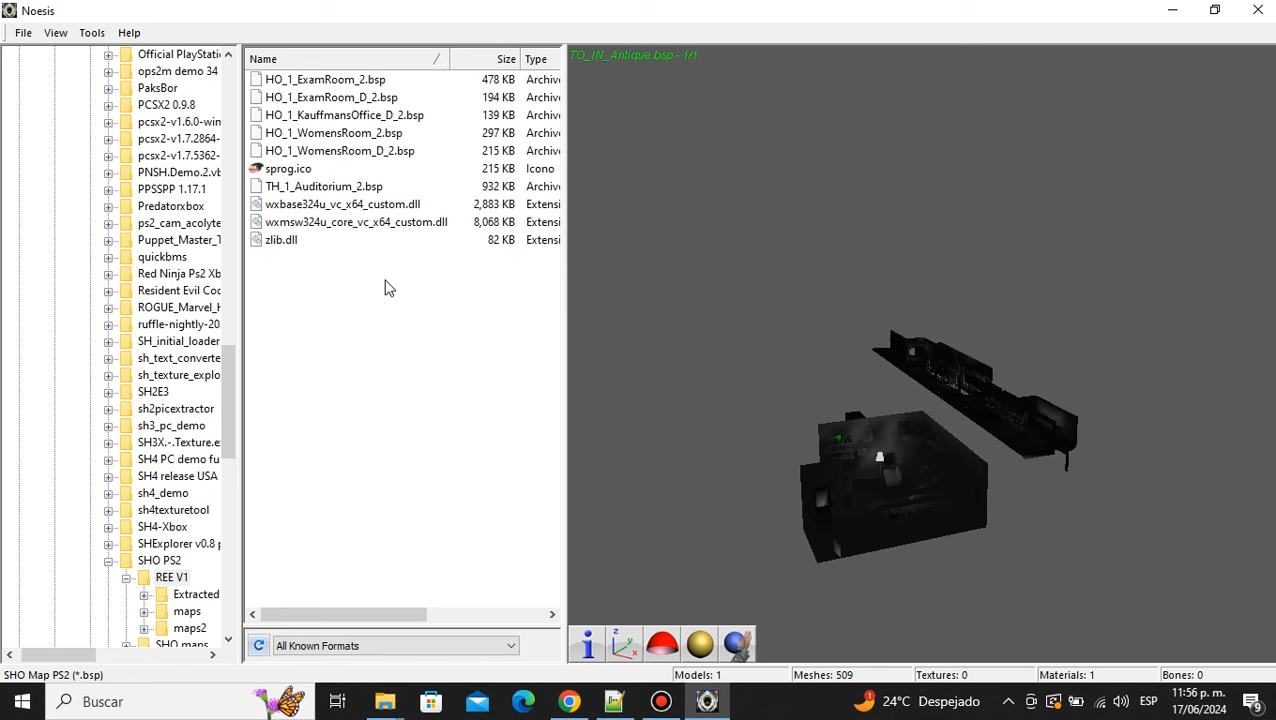 Noesis
File View Tools Help
Official PlayStatio
ops2m demo 34
PaksBor
PCSX2 0.9.8
pcsx2-v1.6.0-win
pcsx2-v1.7.2864-
pcsx2-v1.7.5362-
PNSH.Demo.2.vb
PPSSPP 1.17.1
Predatorxbox
ps2_cam_acolyte
Puppet_Master_T
quickbms
Red Ninja Ps2 Xb
Resident Evil Coc
ROGUE_Marvel_H
ruffle-nightly-20
SH_initial_loader
sh_text_converte
sh_texture_explo
SH2E3
sh2picextractor
sh3_pc_demo
SH3X.-.Texture.e
SH4 PC demo fu
SH4 release USA
sh4_demo
sh4texturetool
SH4-Xbox
SHExplorer v0.8 p
SHO PS2
REE V1
Extracted
maps
maps2
SHO maps
Name Size Type
HO_1_ExamRoom_2.bsp 478 KB Archiv
HO_1_ExamRoom_D_2.bsp 194 KB Archiv
HO_1_KauffmansOffice_D_2.bsp 139 KB Archiv
HO_1_WomensRoom_2.bsp 297 KB Archiv
HO_1_WomensRoom_D_2.bsp 215 KB Archiv
sprog.ico 215 KB Icono
TH_1_Auditorium_2.bsp 932 KB Archiv
wxbase324u_vc_x64_custom.dll 2,883 KB Extensi
wxmsw324u_core_vc_x64_custom.dll 8,068 KB Extensi
zlib.dll 82 KB Extensi
All Known Formats
TO_IN_Antique.bsp - 1/1
SHO Map PS2 (*.bsp) Models: 1 Meshes: 509 Textures: 0 Materials: 1 Bones: 0
Buscar
24°C Despejado
ESP
11:56 p. m.
17/06/2024
9